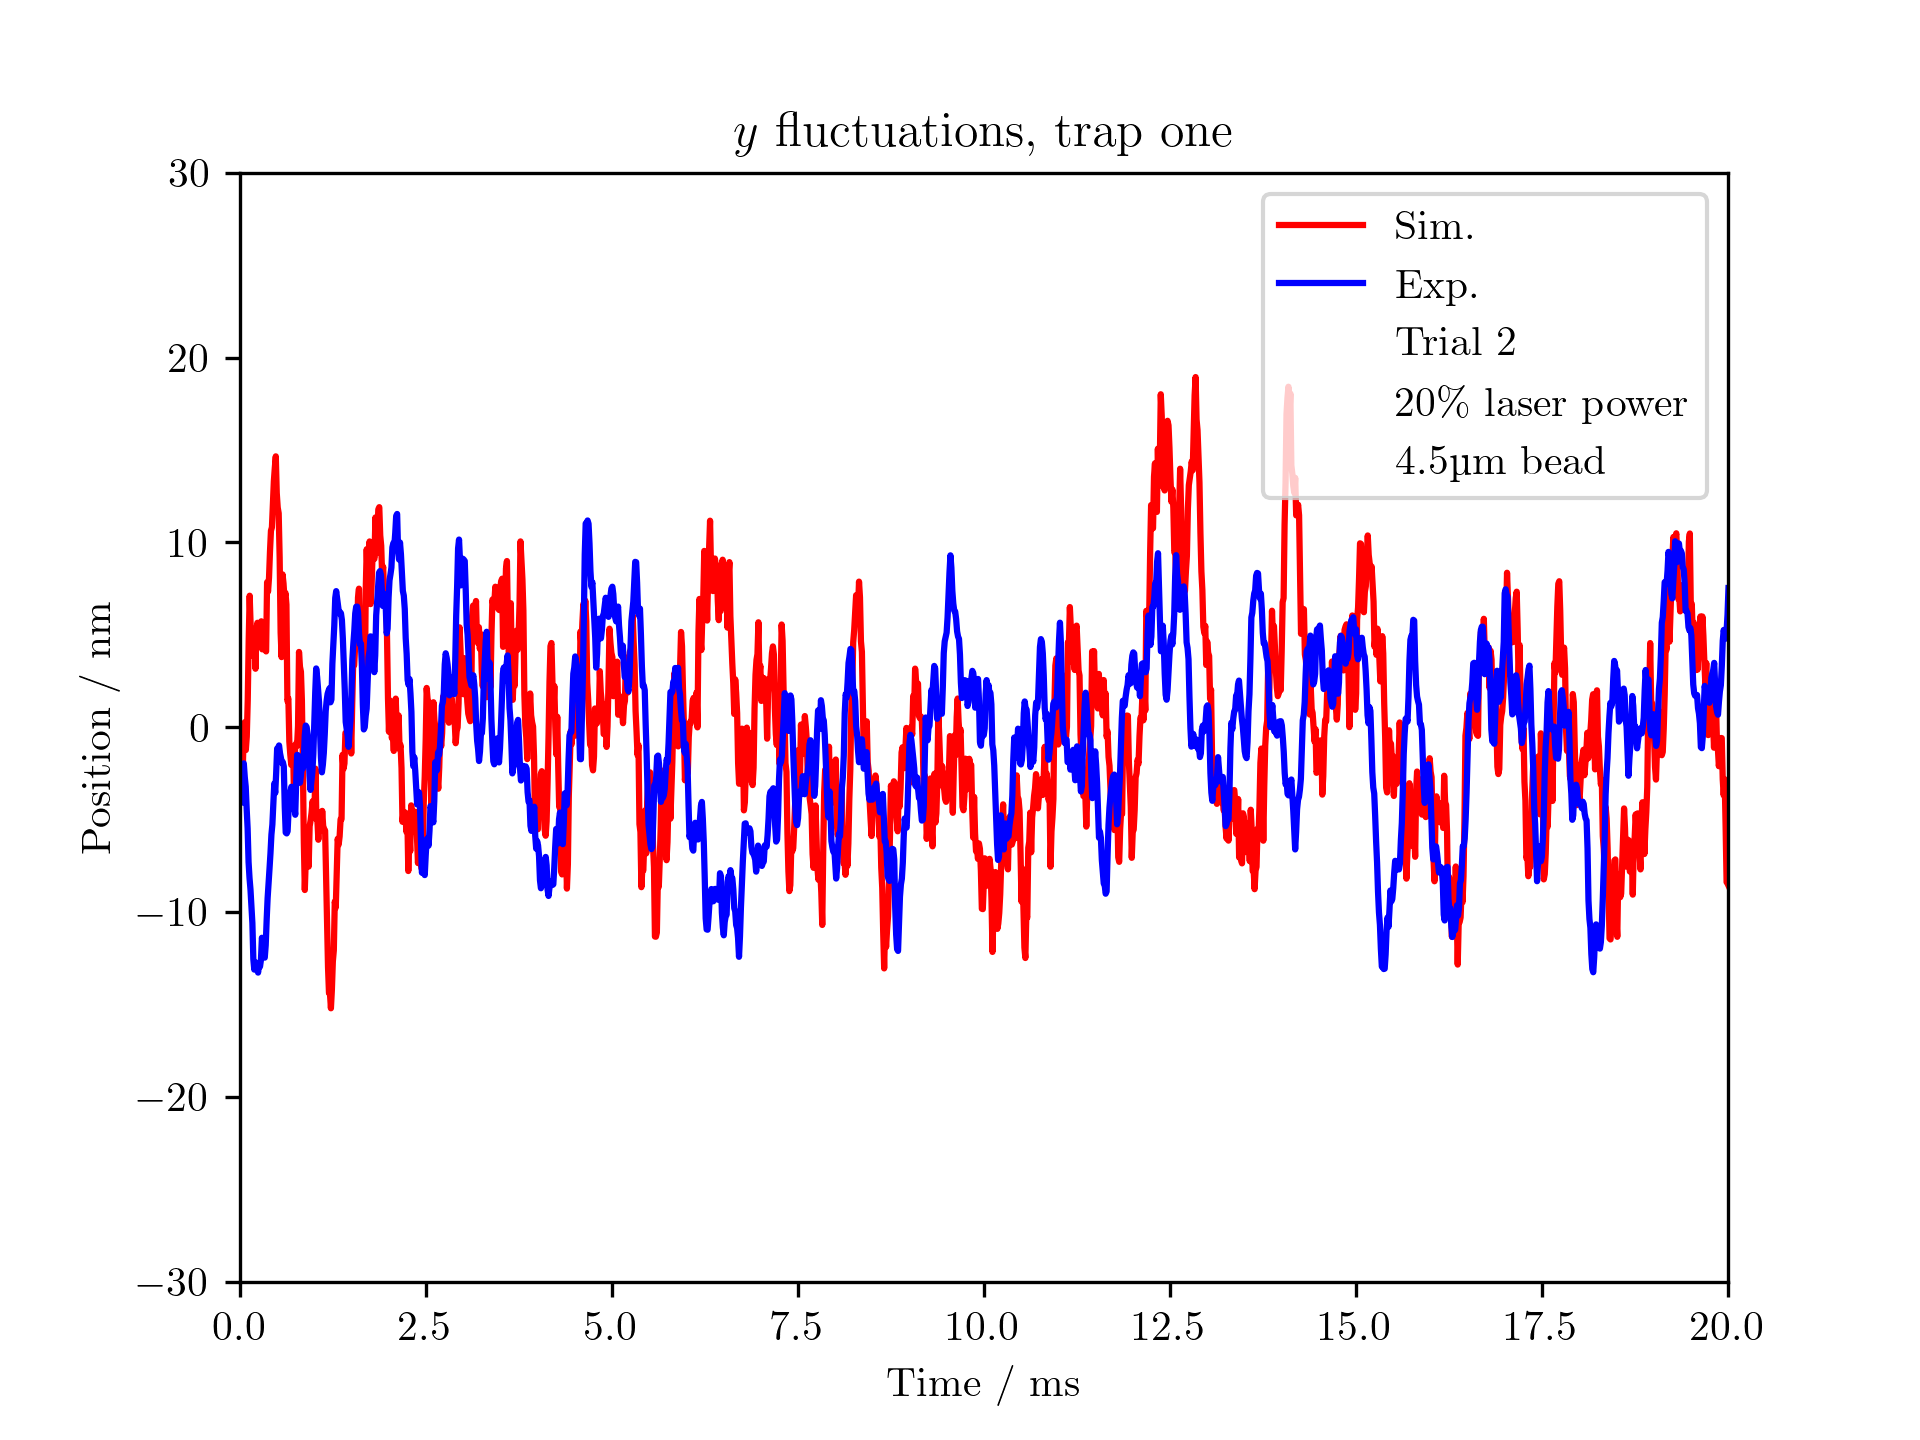 y fluctuations, trap one
Sim.
Exp.
Trial 2
20% laser power
4.5µm bead
30
20
10
0
−10
−20
−30
Position / nm
0.0 2.5 5.0 7.5 10.0 12.5 15.0 17.5 20.0
Time / ms